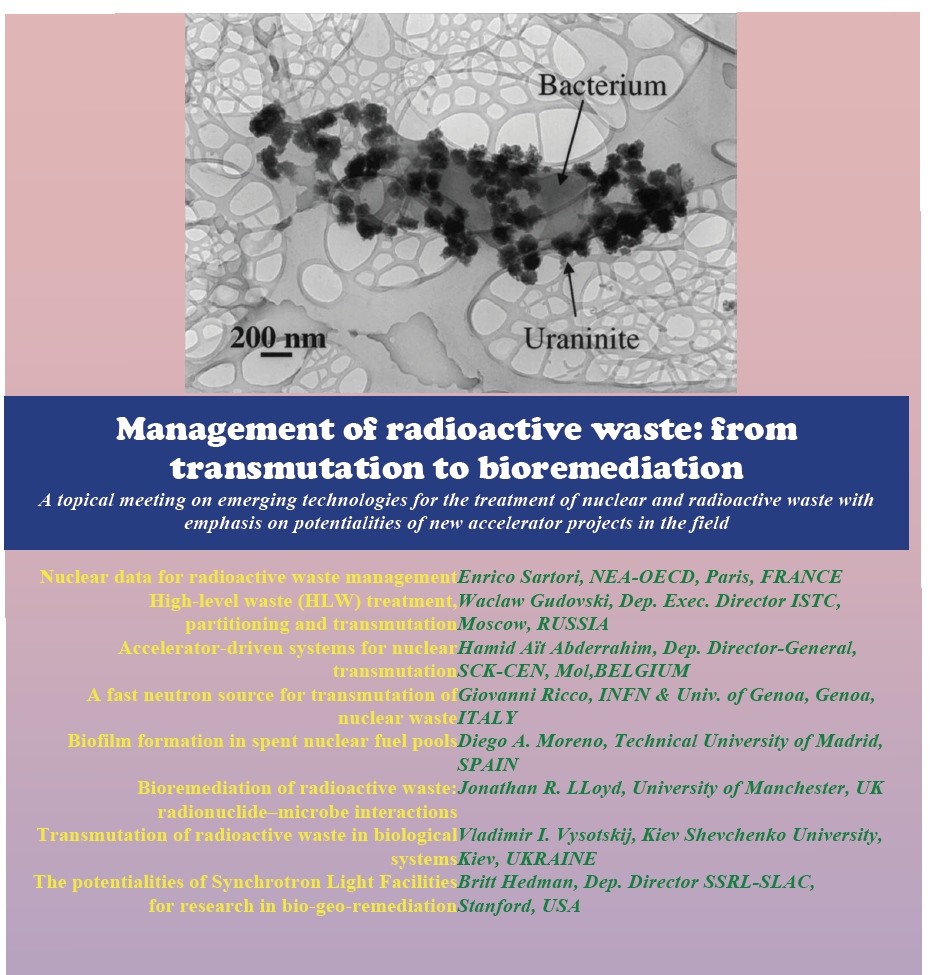 Bacterium
Uraninite
200 nm
Management of radioactive waste: from
transmutation to bioremediation
A topical meeting on emerging technologies for the treatment of nuclear and radioactive waste with
emphasis on potentialities of new accelerator projects in the field
Nuclear data for radioactive waste management Enrico Sartori, NEA-OECD, Paris, FRANCE
High-level waste (HLW) treatment, Waclaw Gudovski, Dep. Exec. Director ISTC,
partitioning and transmutation Moscow, RUSSIA
Accelerator-driven systems for nuclear Hamid Aït Abderrahim, Dep. Director-General,
transmutation SCK-CEN, Mol,BELGIUM
A fast neutron source for transmutation of Giovanni Ricco, INFN & Univ. of Genoa, Genoa,
nuclear waste ITALY
Biofilm formation in spent nuclear fuel pools Diego A. Moreno, Technical University of Madrid,
SPAIN
Bioremediation of radioactive waste: Jonathan R. LLoyd, University of Manchester, UK
radionuclide–microbe interactions
Transmutation of radioactive waste in biological Vladimir I. Vysotskij, Kiev Shevchenko University,
systems Kiev, UKRAINE
The potentialities of Synchrotron Light Facilities Britt Hedman, Dep. Director SSRL-SLAC,
for research in bio-geo-remediation Stanford, USA